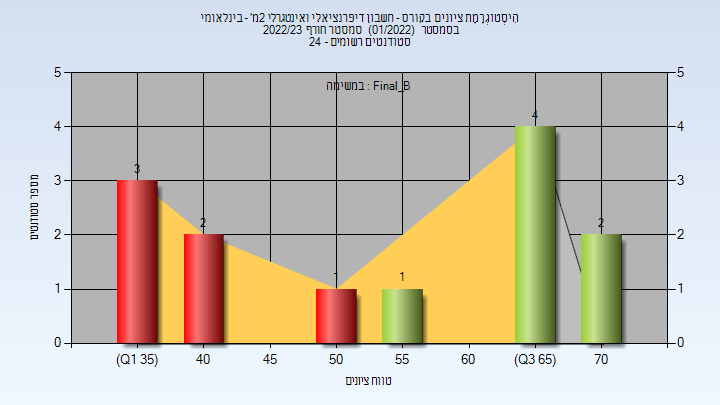 היסטוגרמת ציונים בקורס - חשבון דיפרנציאלי ואינטגרלי 2מ' - בינלאומי
בסמסטר (01/2022) סמסטר חורף 2022/23
סטודנטים רשומים - 24
במשימה : Final_B
מספר סטודנטים
5 5
4 4
3 3
2 2
1 1
0 0
3 2 1 1 4 2
(Q1 35) 40 45 50 55 60 (Q3 65) 70
טווח ציונים